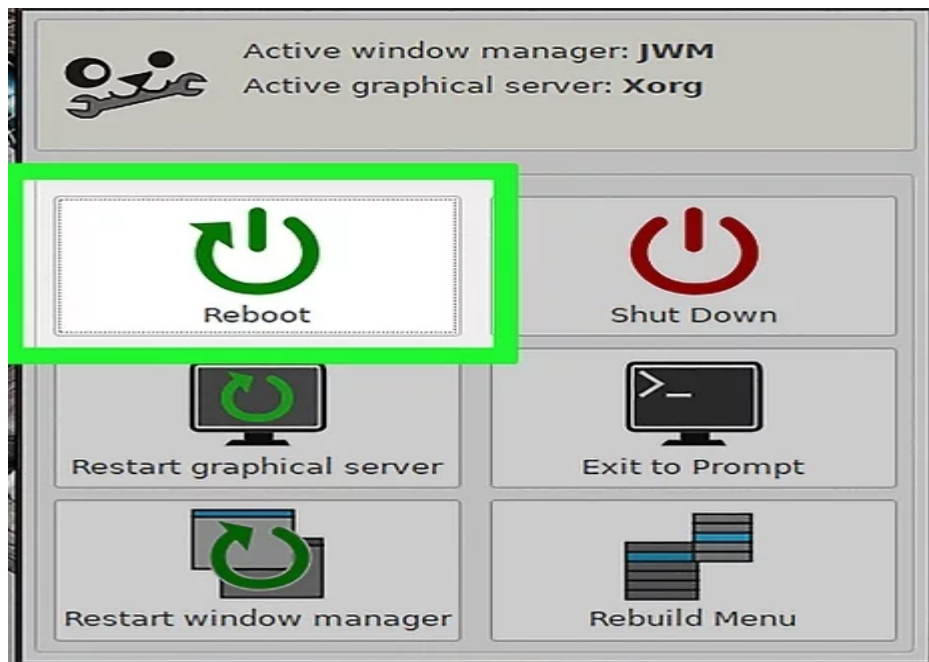 Active window manager: JWM
Active graphical server: Xorg
Reboot
Shut Down
>_
Restart graphical server
Exit to Prompt
Restart window manager
Rebuild Menu